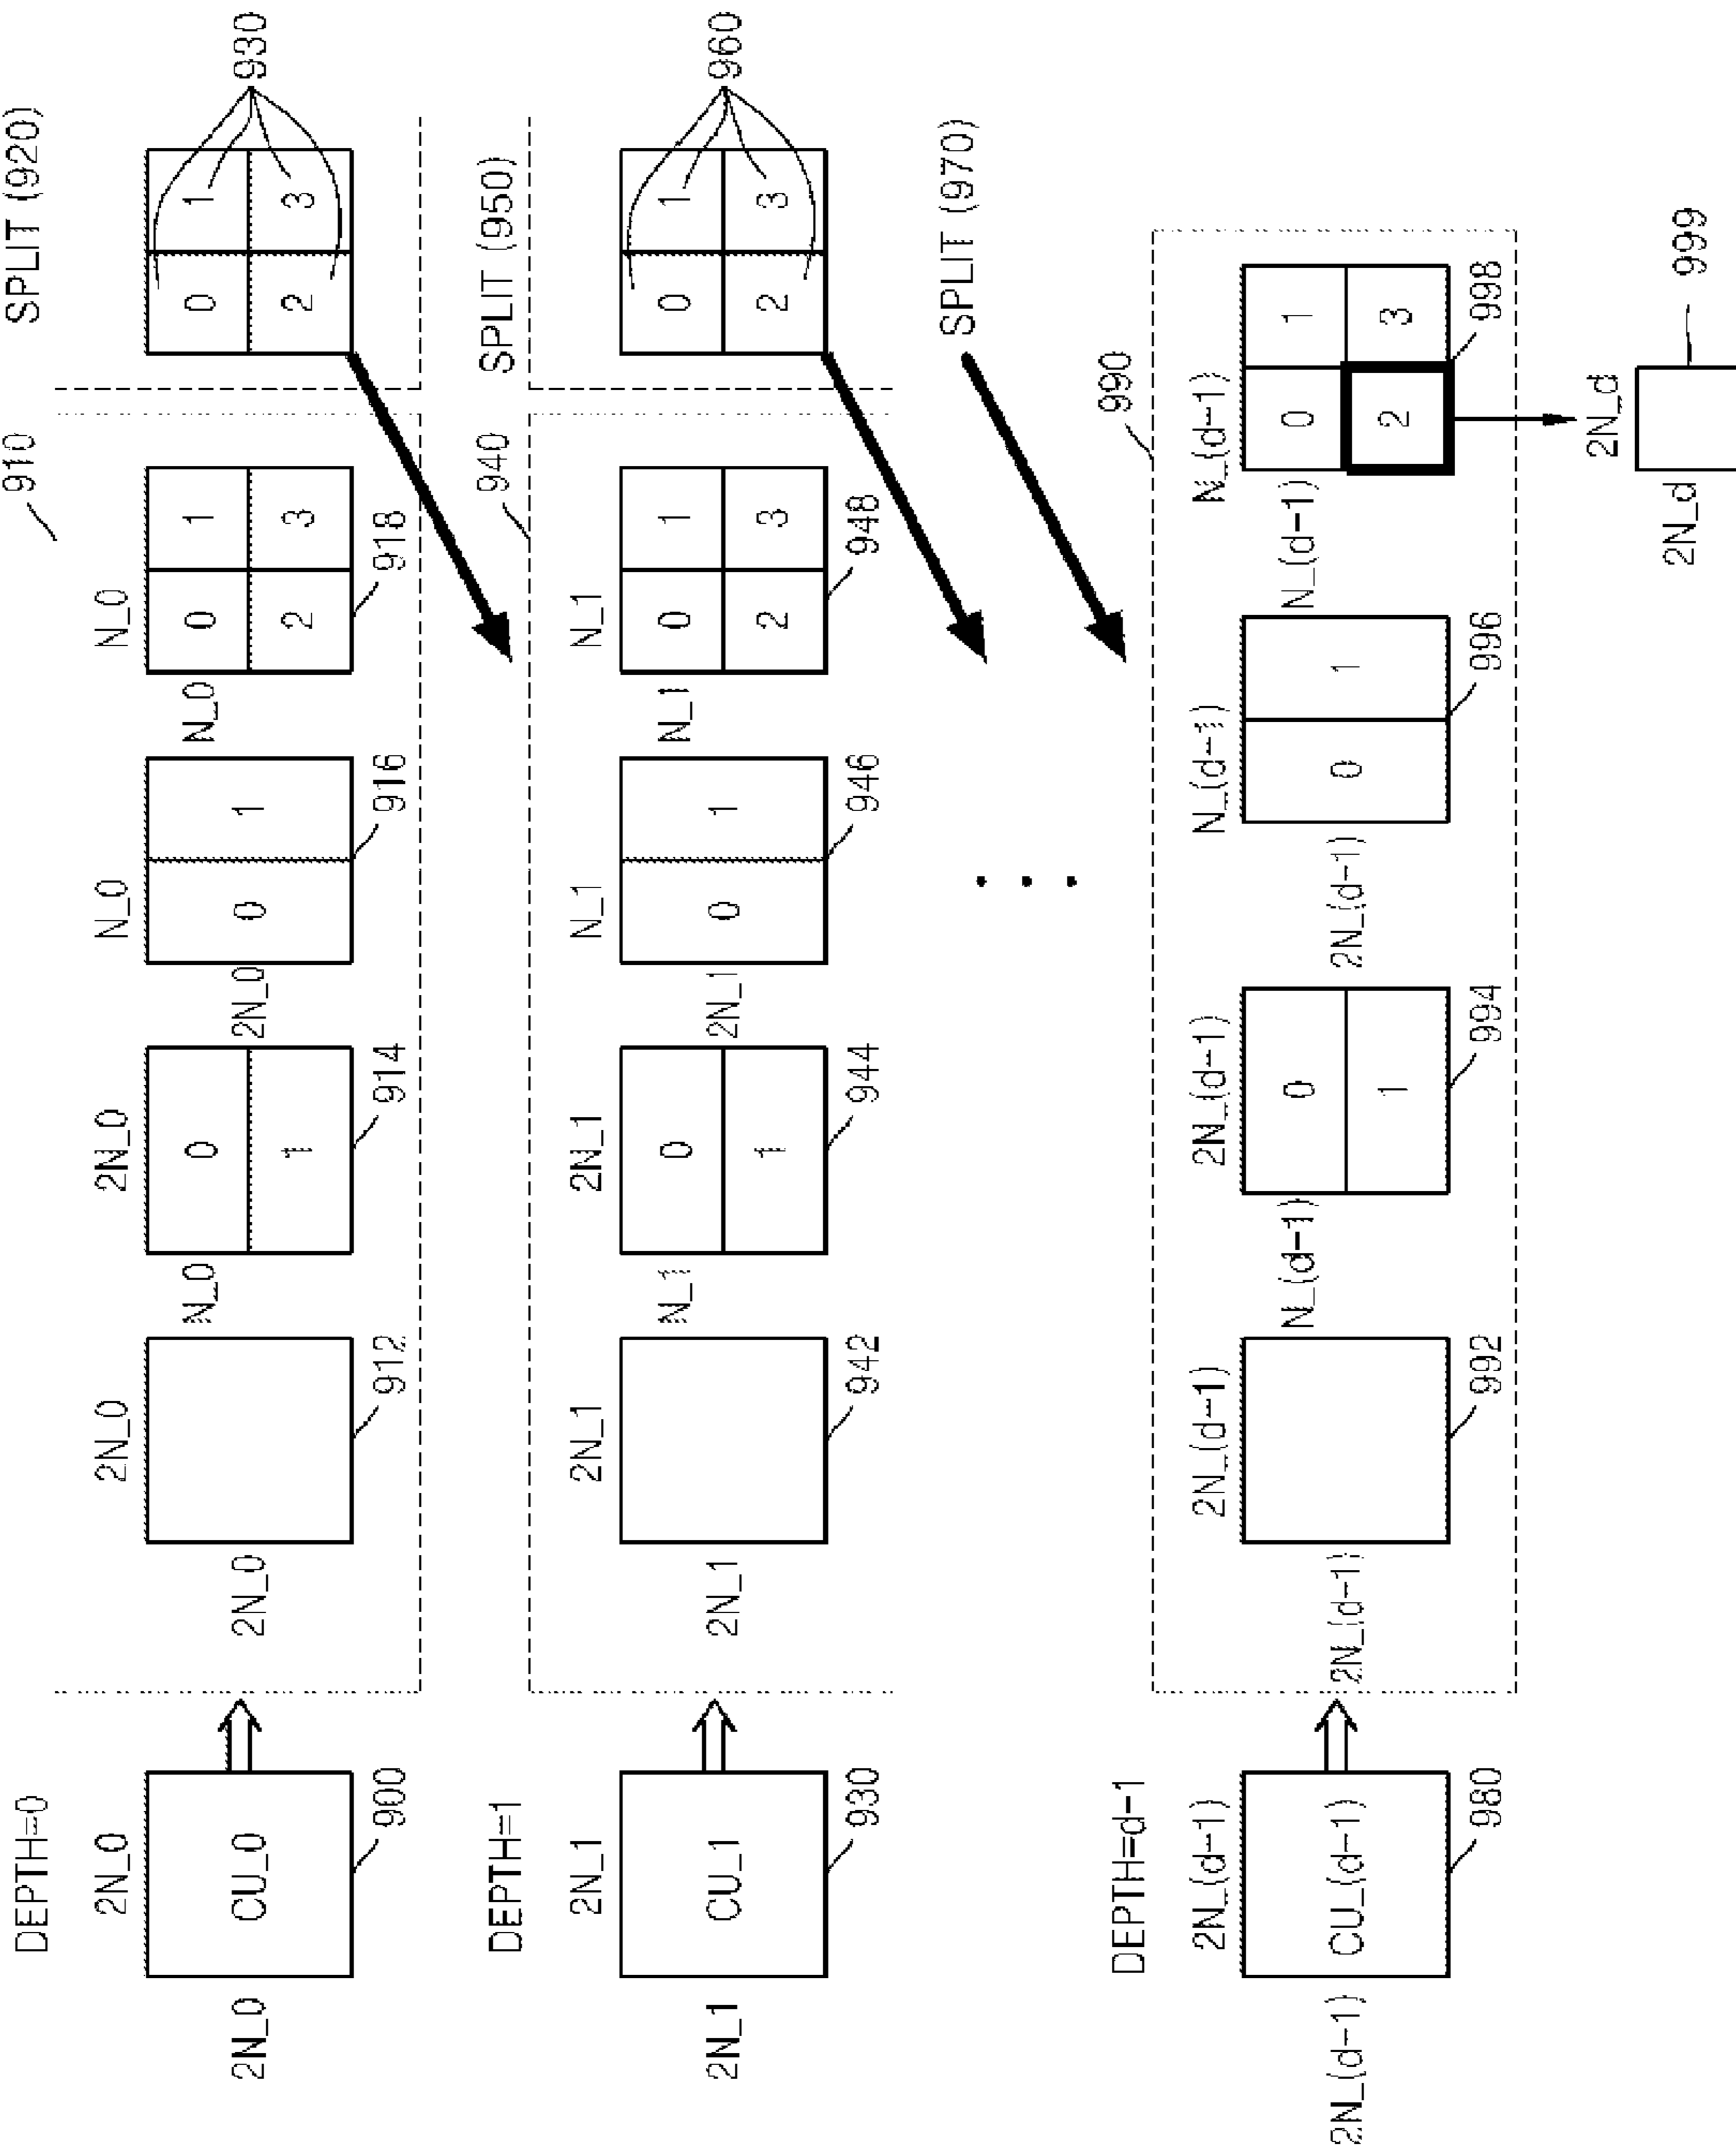 DEPTH=0
2N_0
2N_0
CU_0
900
910
2N_0
2N_0
912
2N_0
N_0
0
1
914
N_0
2N_0
0
1
916
N_0
N_0
0
1
2
3
918
SPLIT (920)
0
1
2
3
930
DEPTH=1
2N_1
2N_1
CU_1
930
940
2N_1
2N_1
942
2N_1
N_1
0
1
944
N_1
2N_1
0
1
946
N_1
N_1
0
1
2
3
948
SPLIT (950)
0
1
2
3
960
SPLIT (970)
DEPTH=d-1
2N_(d-1)
2N_(d-1)
CU_(d-1)
980
990
2N_(d-1)
2N_(d-1)
992
2N_(d-1)
N_(d-1)
0
1
994
N_(d-1)
2N_(d-1)
0
1
996
N_(d-1)
N_(d-1)
0
1
2
3
998
2N_d
2N_d
999